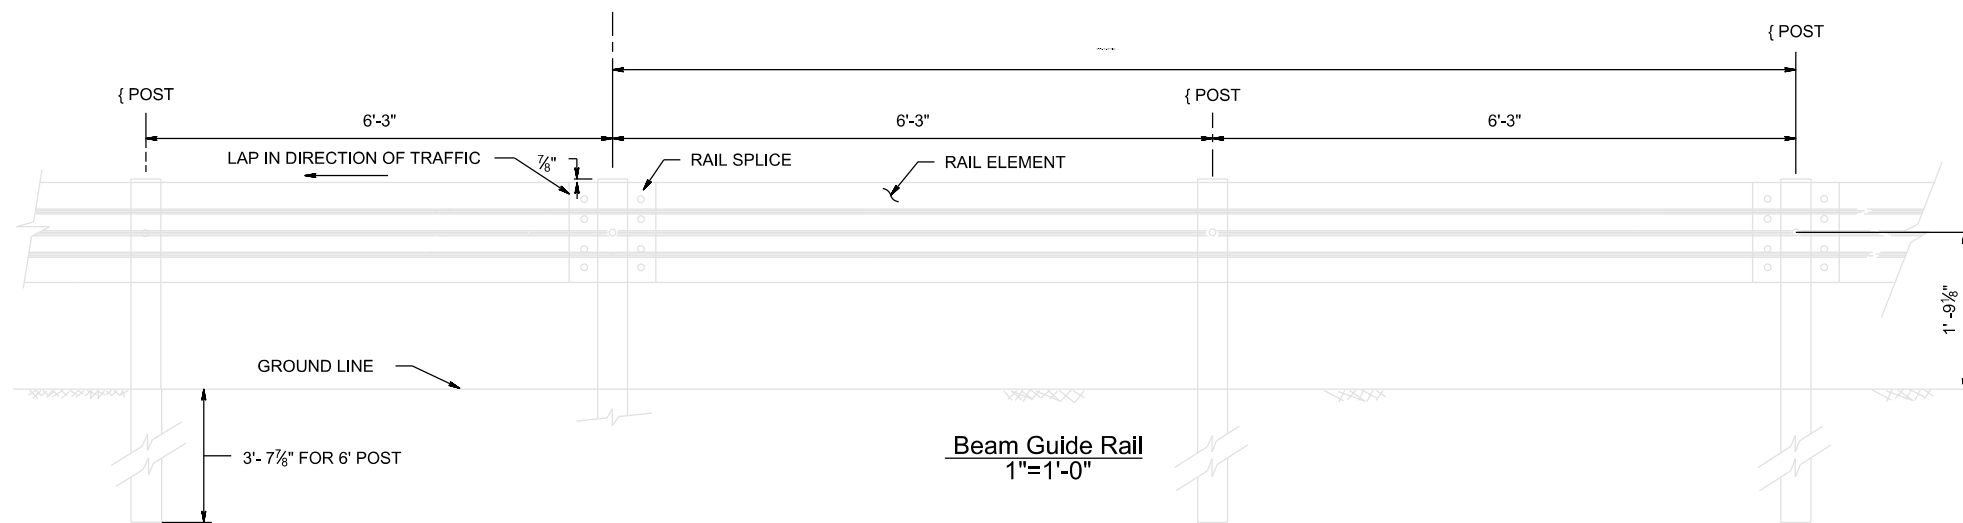 { POST
{ POST
{ POST
6'-3"
6'-3"
6'-3"
LAP IN DIRECTION OF TRAFFIC
⅞"
RAIL SPLICE
RAIL ELEMENT
1' -9⅛"
GROUND LINE
3'- 7⅞" FOR 6' POST
Beam Guide Rail
1"=1'-0"